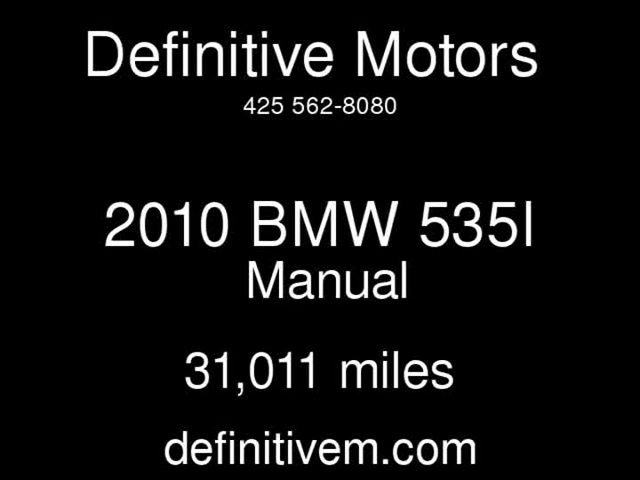 Definitive Motors
425 562-8080
2010 BMW 535I
Manual
31,011 miles
definitivem.com